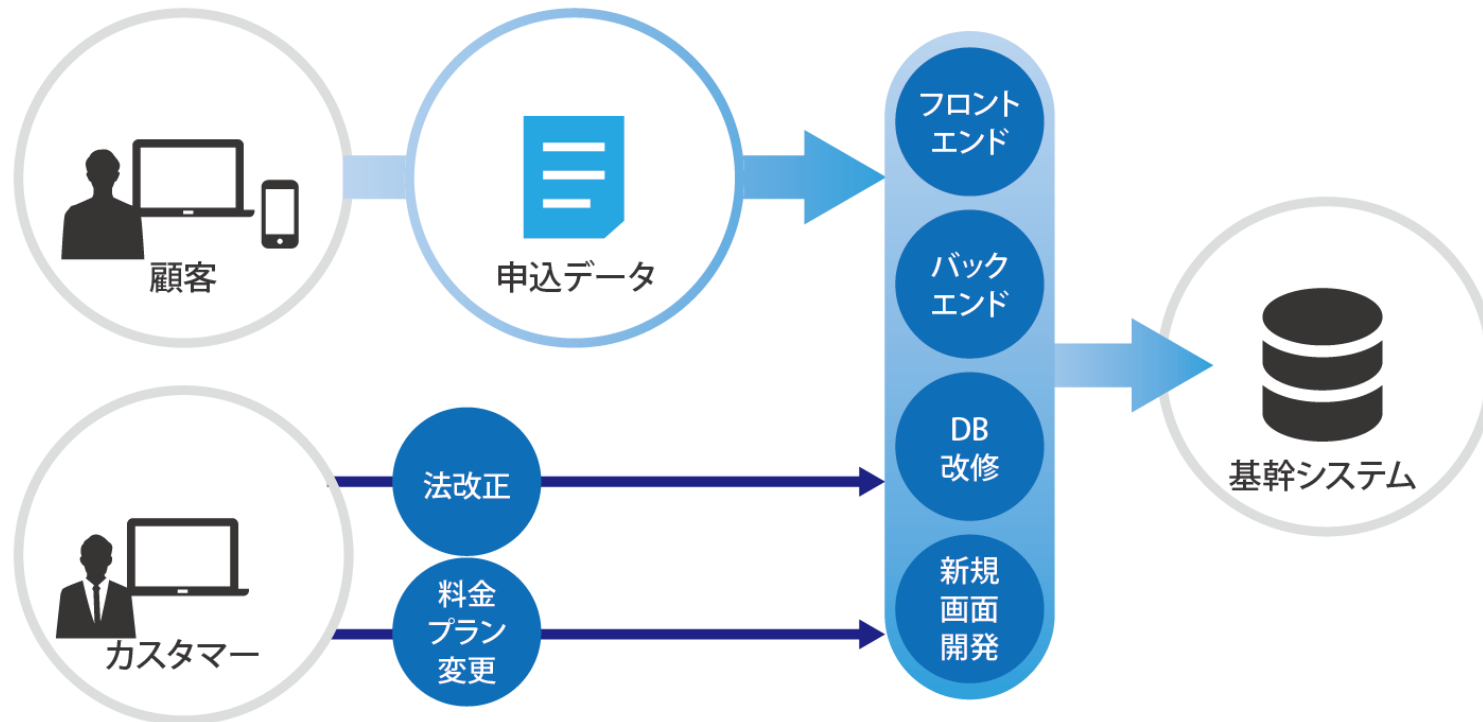 顧客
申込データ
フロント
エンド
バック
エンド
DB
改修
新規
画面
開発
基幹システム
カスタマー
法改正
料金
プラン
変更